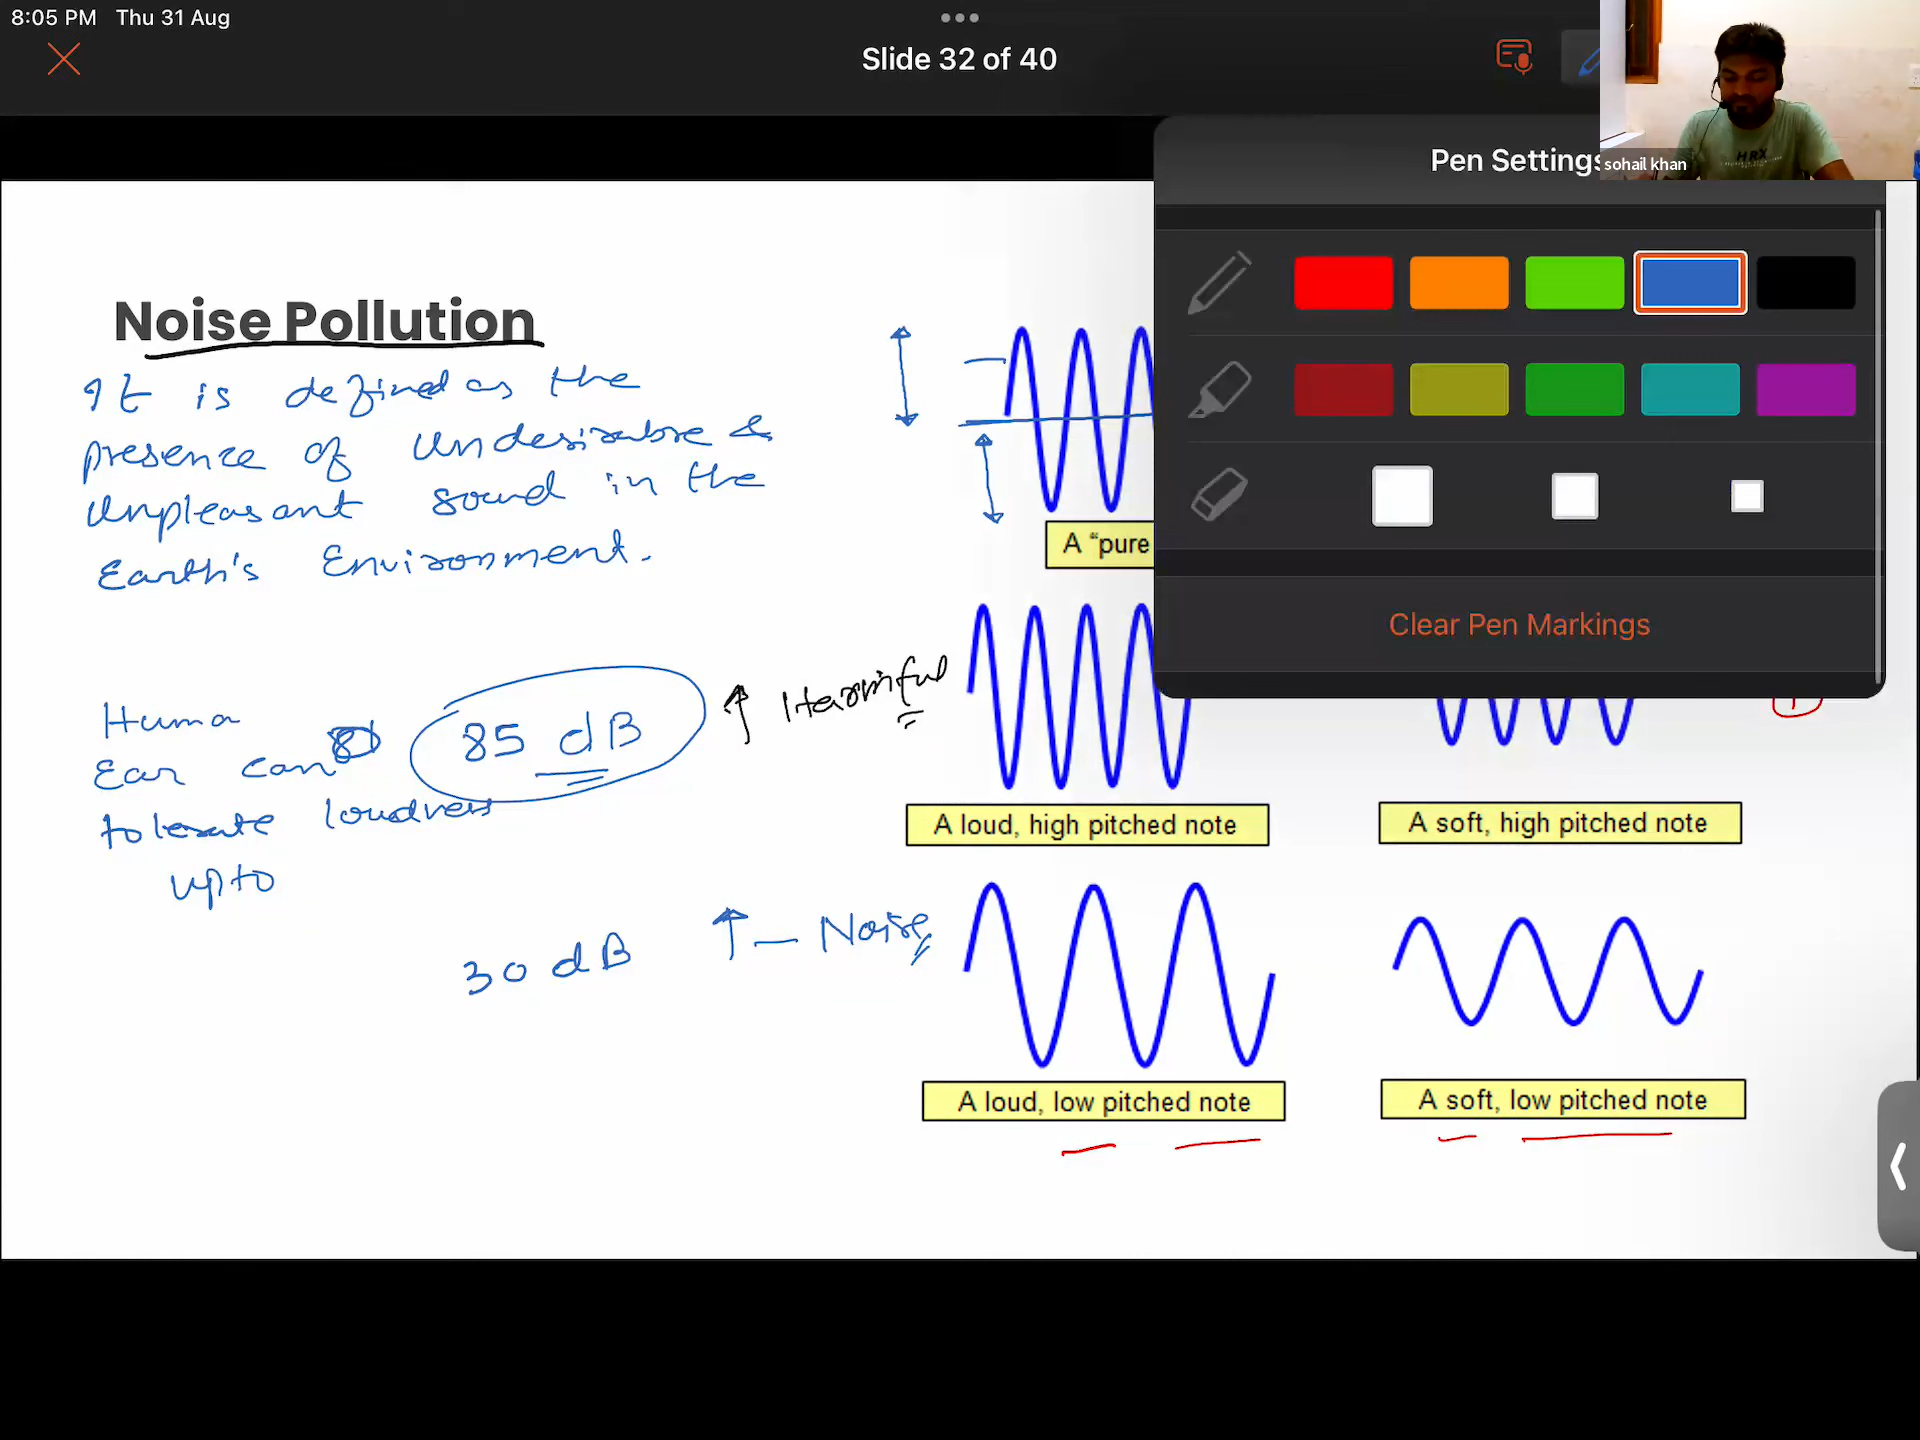 8:05 PM Thu 31 Aug
Slide 32 of 40
Pen Settings
sohail khan
HRX
Noise Pollution
It is defined as the
presence of undesirable &
unpleasant sound in the
Earth's Environment.
Huma
Ear can
tolerate loudness
upto
85 dB
Harmful
30 dB
— Noise
A "pure
Clear Pen Markings
A loud, high pitched note
A soft, high pitched note
A loud, low pitched note
A soft, low pitched note